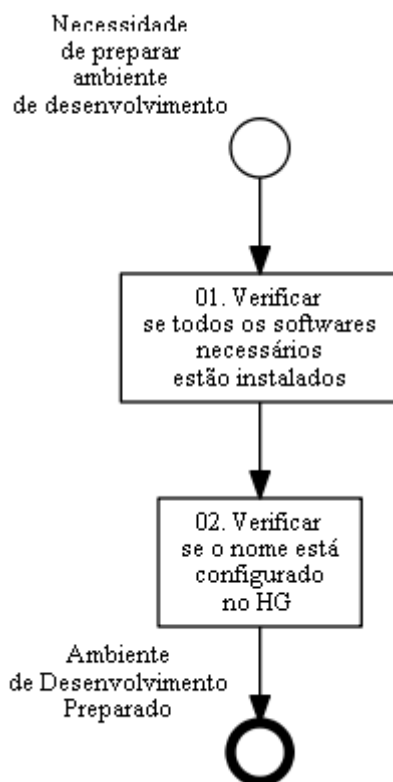 Necessidade
de preparar
ambiente
de desenvolvimento
01. Verificar
se todos os softwares
necessários
estão instalados
02. Verificar
se o nome está
configurado
no HG
Ambiente
de Desenvolvimento
Preparado